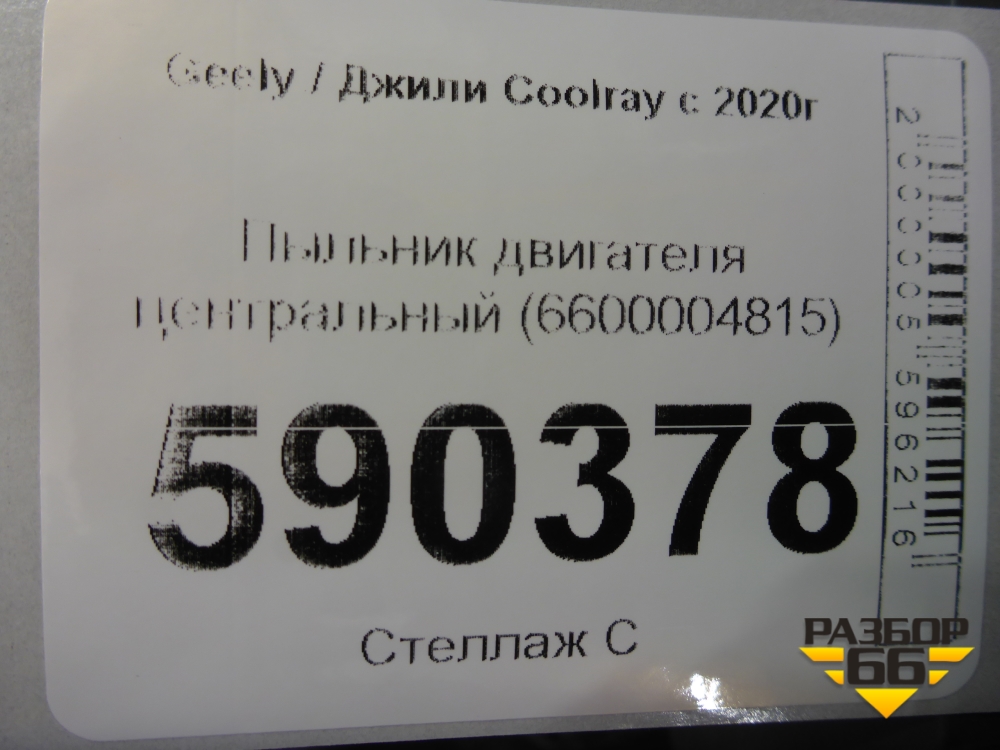 Geely / Джили Coolray с 2020г
Пыльник двигателя
центральный (6600004815)
590378
Стеллаж С
2000005596216
РАЗБОР
66